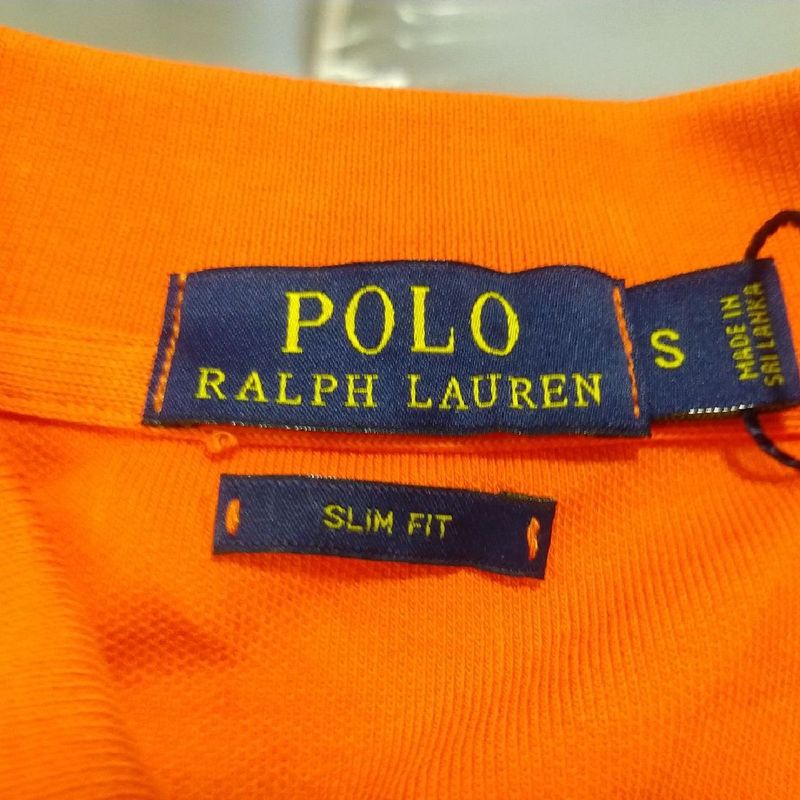 POLO
RALPH LAUREN
S
MADE IN
SRI LANKA
SLIM FIT